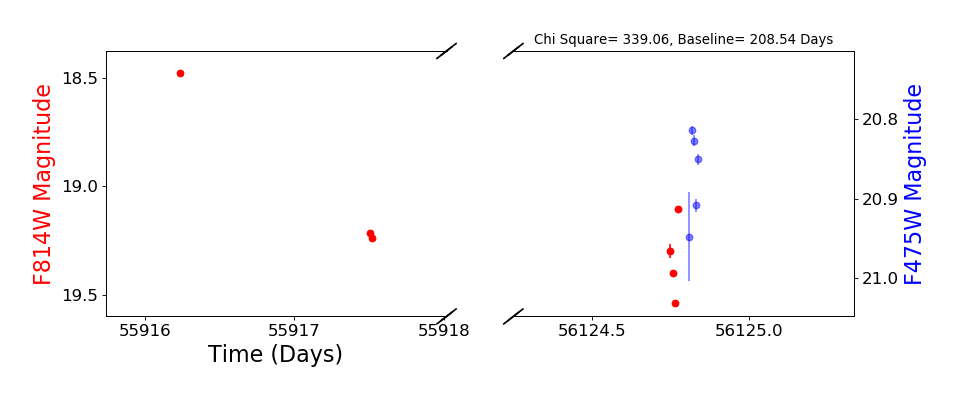 Chi Square= 339.06, Baseline= 208.54 Days
F814W Magnitude
18.5
19.0
19.5
20.8
20.9
21.0
F475W Magnitude
55916
55917
55918
56124.5
56125.0
Time (Days)